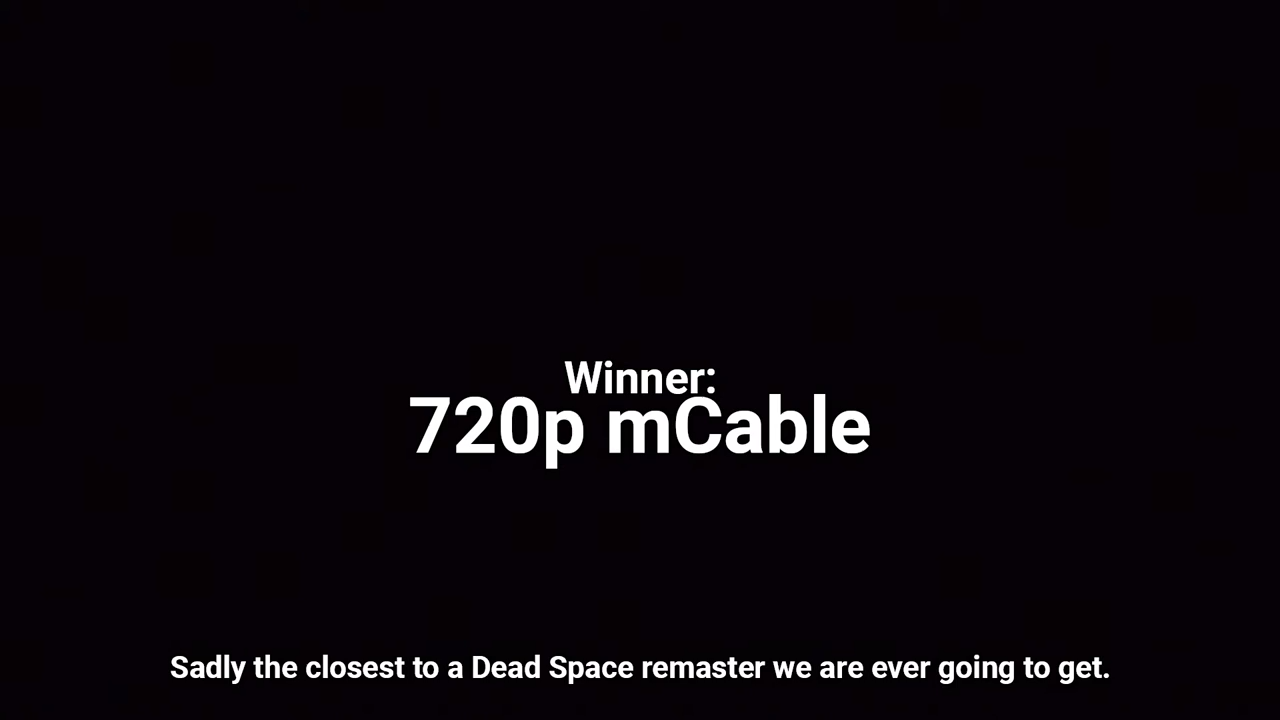 Winner:
720p mCable
Sadly the closest to a Dead Space remaster we are ever going to get.